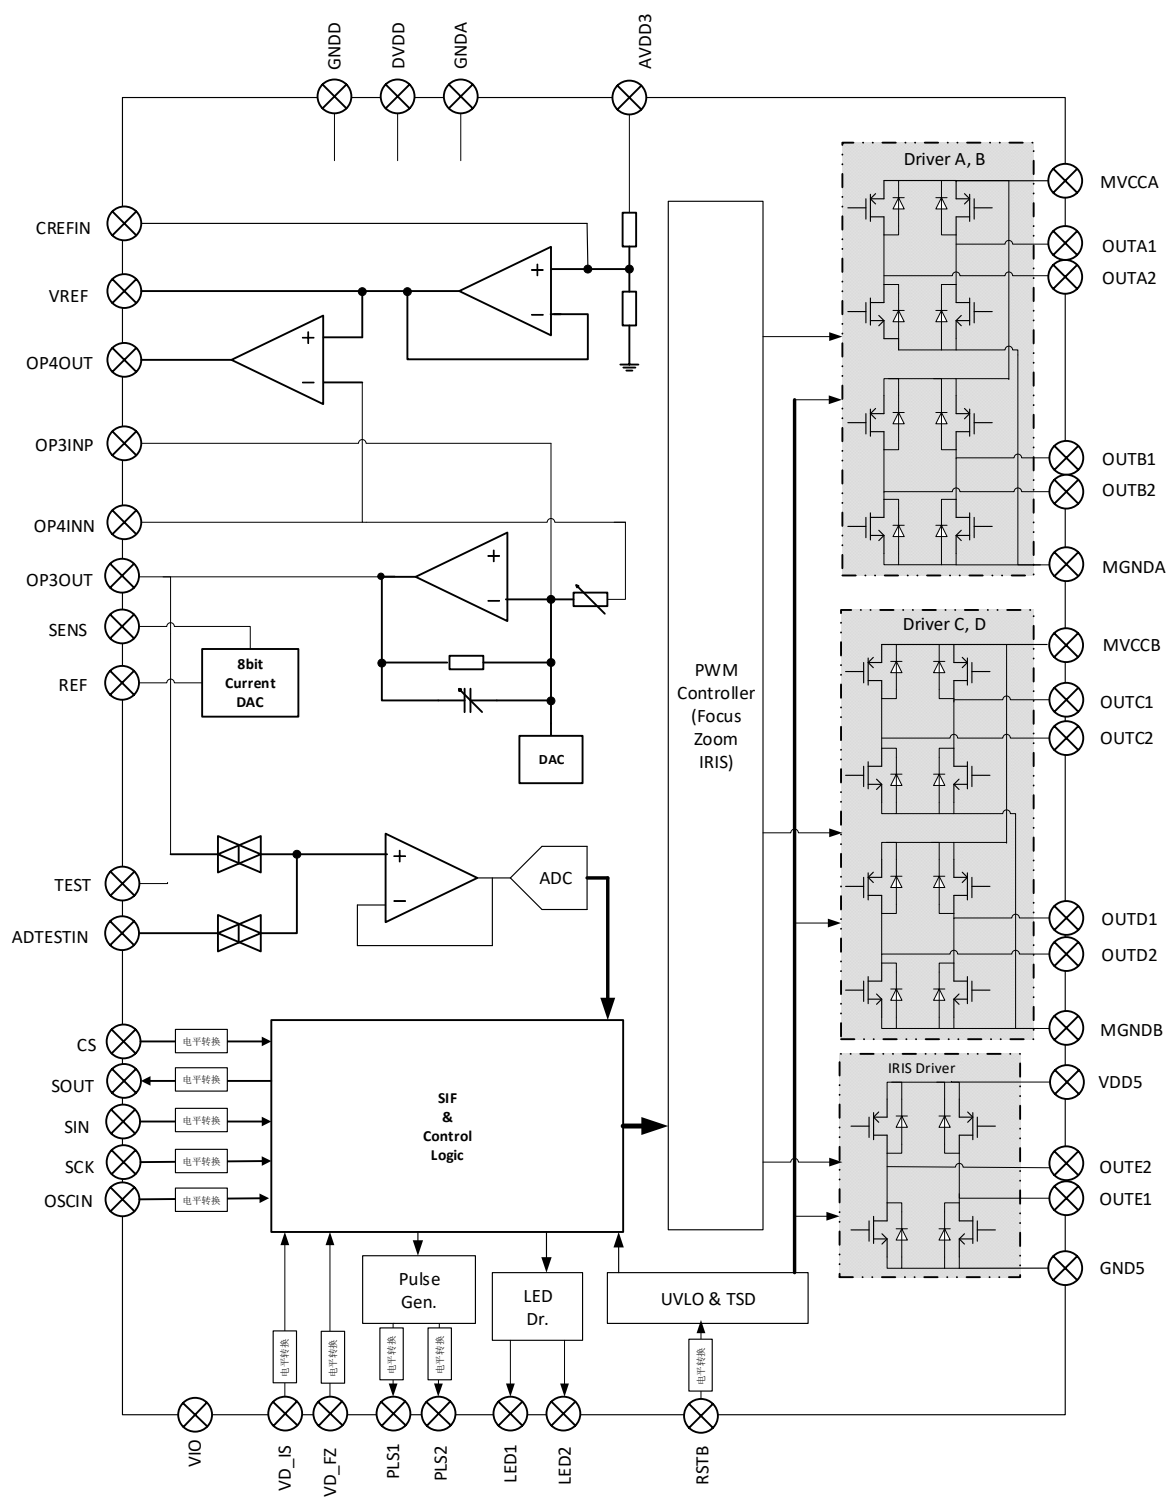 GNDD
DVDD
GNDA
AVDD3
Driver A, B
MVCCA
CREFIN
OUTA1
OUTA2
VREF
+
−
+
OP4OUT
−
OP3INP
OUTB1
OUTB2
OP4INN
OP3OUT
+
MGNDA
−
SENS
Driver C, D
MVCCB
8bit
Current
DAC
REF
PWM
Controller
(Focus
Zoom
IRIS)
OUTC1
OUTC2
DAC
+
ADC
TEST
−
ADTESTIN
OUTD1
OUTD2
CS
电平转换
MGNDB
SOUT
电平转换
IRIS Driver
VDD5
SIF
&
Control
Logic
SIN
电平转换
SCK
电平转换
OUTE2
OSCIN
电平转换
OUTE1
GND5
Pulse
Gen.
LED
Dr.
UVLO & TSD
电平转换
电平转换
电平转换
电平转换
电平转换
VIO
VD_IS
VD_FZ
PLS1
PLS2
LED1
LED2
RSTB